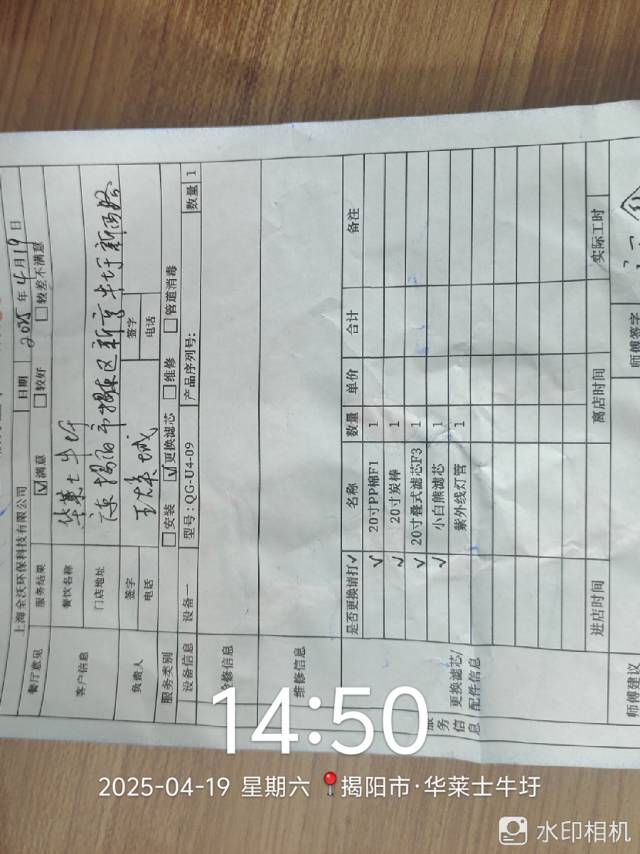 上海全沃环保科技有限公司 日期 2025年4月19日
餐厅意见 服务结果 ☑满意 ☐较好 ☐较差不满意
客户信息 餐饮名称 华莱士牛圩
门店地址 广东揭阳市揭东区新亨牛圩新西路
负责人 签字 签字
电话 电话
服务类别 ☐安装 ☑更换滤芯 ☐维修 ☐管道消毒
设备信息 设备一 型号:QG-U4-09 产品序列号: 数量 1
维修信息
维修信息
服务信息 更换滤芯/配件信息
是否更换请打✓ 名称 数量 单价 合计 备注
✓ 20寸PP棉F1 1
✓ 20寸炭棒 1
✓ 20寸叠式滤芯F3 1
✓ 小白熊滤芯 1
紫外线灯管 1
进店时间 离店时间 实际工时
师傅建议 师傅签字
14:50
2025-04-19 星期六 揭阳市·华莱士牛圩
水印相机